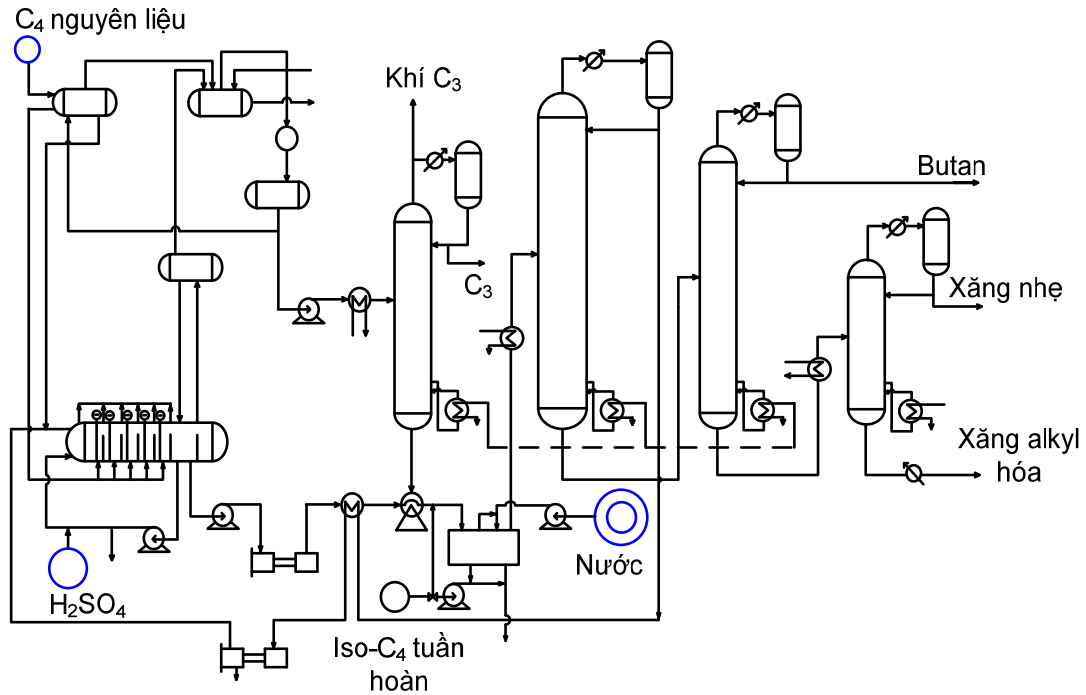 C₄ nguyên liệu
Khí C₃
C₃
Butan
Xăng nhẹ
Xăng alkyl
hóa
Nước
H₂SO₄
Iso-C₄ tuần
hoàn